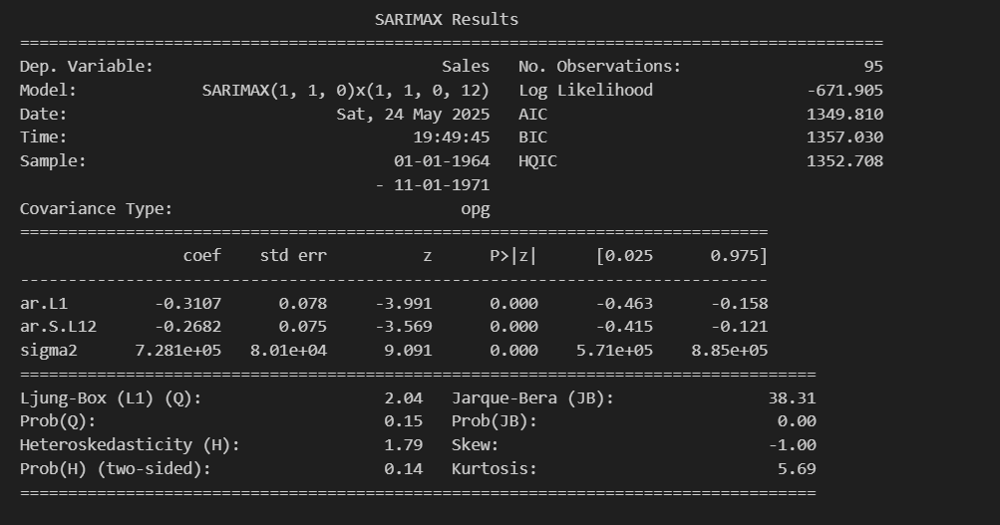 SARIMAX Results
==========================================================================================
Dep. Variable: Sales No. Observations: 95
Model: SARIMAX(1, 1, 0)x(1, 1, 0, 12) Log Likelihood -671.905
Date: Sat, 24 May 2025 AIC 1349.810
Time: 19:49:45 BIC 1357.030
Sample: 01-01-1964 HQIC 1352.708
- 11-01-1971
Covariance Type: opg
==============================================================================
coef std err z P>|z| [0.025 0.975]
------------------------------------------------------------------------------
ar.L1 -0.3107 0.078 -3.991 0.000 -0.463 -0.158
ar.S.L12 -0.2682 0.075 -3.569 0.000 -0.415 -0.121
sigma2 7.281e+05 8.01e+04 9.091 0.000 5.71e+05 8.85e+05
===================================================================================
Ljung-Box (L1) (Q): 2.04 Jarque-Bera (JB): 38.31
Prob(Q): 0.15 Prob(JB): 0.00
Heteroskedasticity (H): 1.79 Skew: -1.00
Prob(H) (two-sided): 0.14 Kurtosis: 5.69
===================================================================================